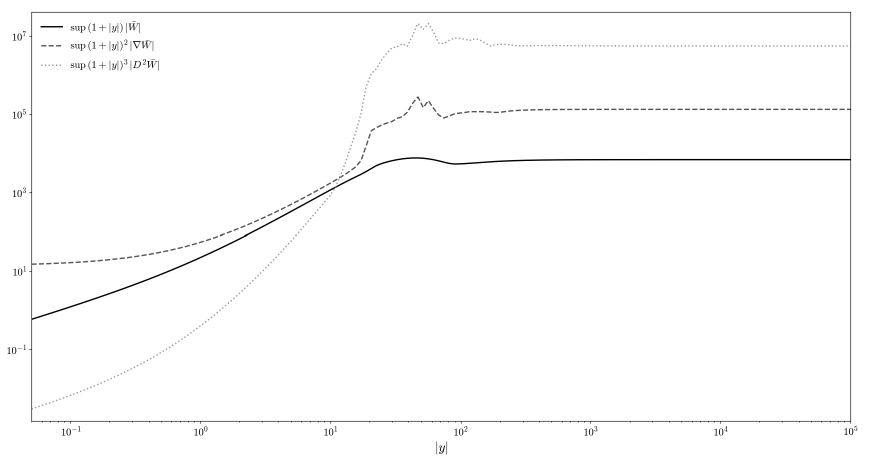 10⁷
10⁵
10³
10¹
10⁻¹
sup (1 + |y|) |W̄|
sup (1 + |y|)² |∇W̄|
sup (1 + |y|)³ |D²W̄|
10⁻¹ 10⁰ 10¹ 10² 10³ 10⁴ 10⁵
|y|